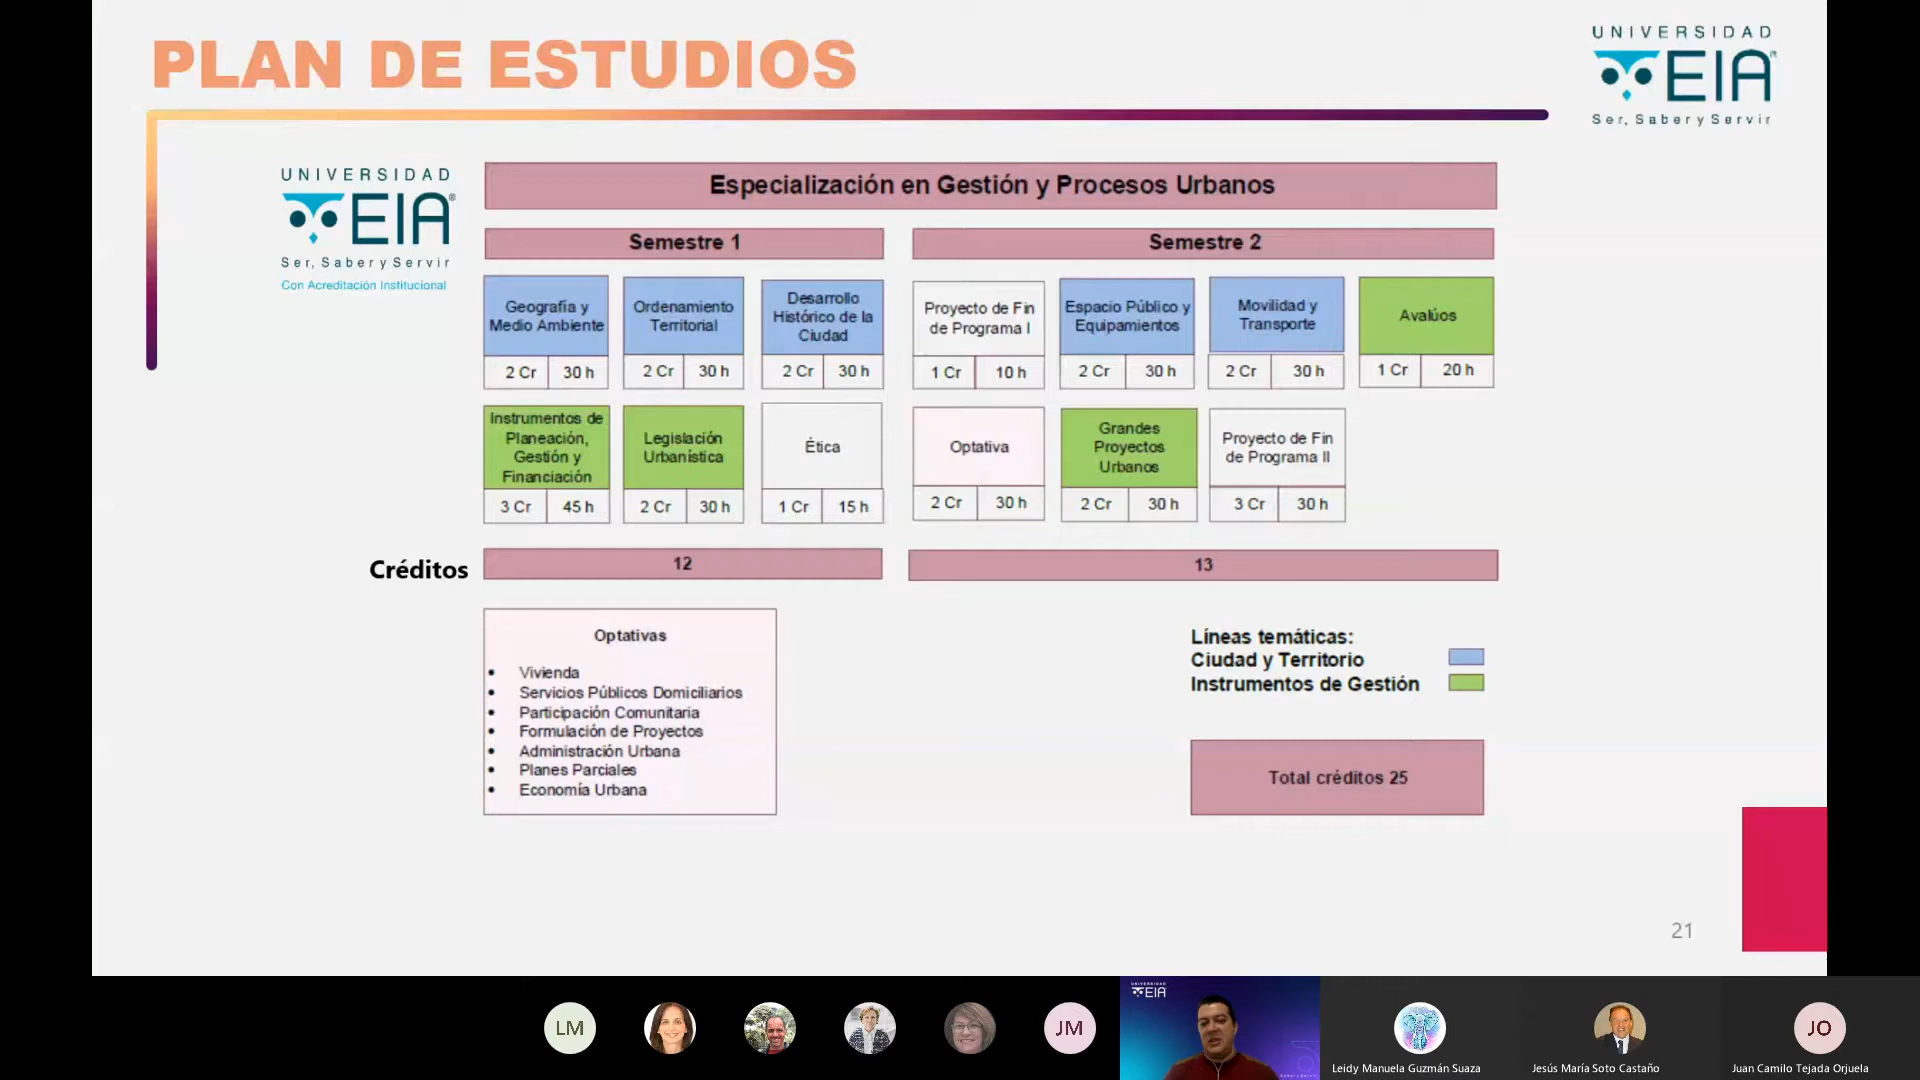 PLAN DE ESTUDIOS
UNIVERSIDAD
EIA
Ser, Saber y Servir
UNIVERSIDAD
EIA
Ser, Saber y Servir
Con Acreditación Institucional
Especialización en Gestión y Procesos Urbanos
Semestre 1
Semestre 2
Geografía y
Medio Ambiente
2 Cr 30 h
Ordenamiento
Territorial
2 Cr 30 h
Desarrollo
Histórico de la
Ciudad
2 Cr 30 h
Proyecto de Fin
de Programa I
1 Cr 10 h
Espacio Público y
Equipamientos
2 Cr 30 h
Movilidad y
Transporte
2 Cr 30 h
Avalúos
1 Cr 20 h
Instrumentos de
Planeación,
Gestión y
Financiación
3 Cr 45 h
Legislación
Urbanística
2 Cr 30 h
Ética
1 Cr 15 h
Optativa
2 Cr 30 h
Grandes
Proyectos
Urbanos
2 Cr 30 h
Proyecto de Fin
de Programa II
3 Cr 30 h
Créditos
12
13
Optativas
• Vivienda
• Servicios Públicos Domiciliarios
• Participación Comunitaria
• Formulación de Proyectos
• Administración Urbana
• Planes Parciales
• Economía Urbana
Líneas temáticas:
Ciudad y Territorio
Instrumentos de Gestión
Total créditos 25
21
LM
JM
UNIVERSIDAD
EIA
JO
Leidy Manuela Guzmán Suaza
Jesús María Soto Castaño
Juan Camilo Tejada Orjuela